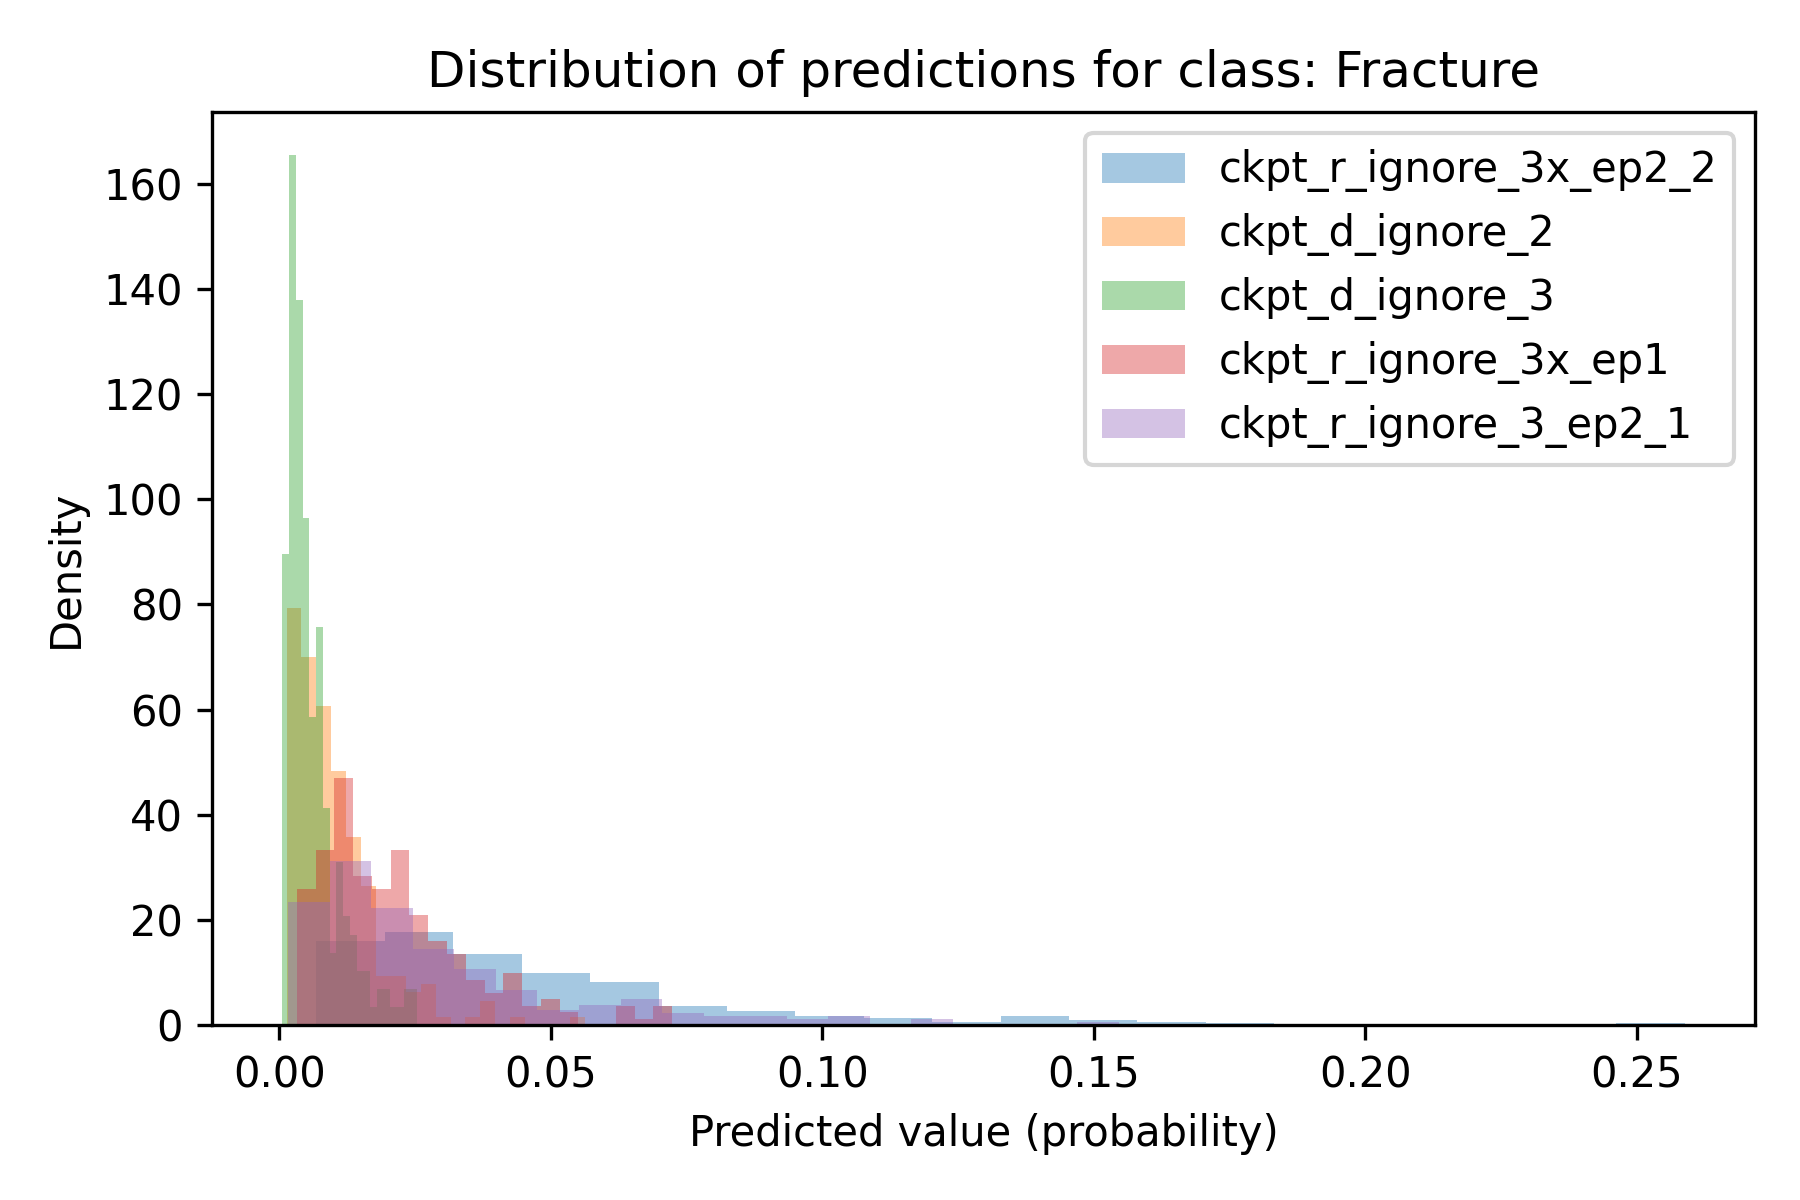 Distribution of predictions for class: Fracture
ckpt_r_ignore_3x_ep2_2
ckpt_d_ignore_2
ckpt_d_ignore_3
ckpt_r_ignore_3x_ep1
ckpt_r_ignore_3_ep2_1
160
140
120
100
80
60
40
20
0
Density
0.00 0.05 0.10 0.15 0.20 0.25
Predicted value (probability)